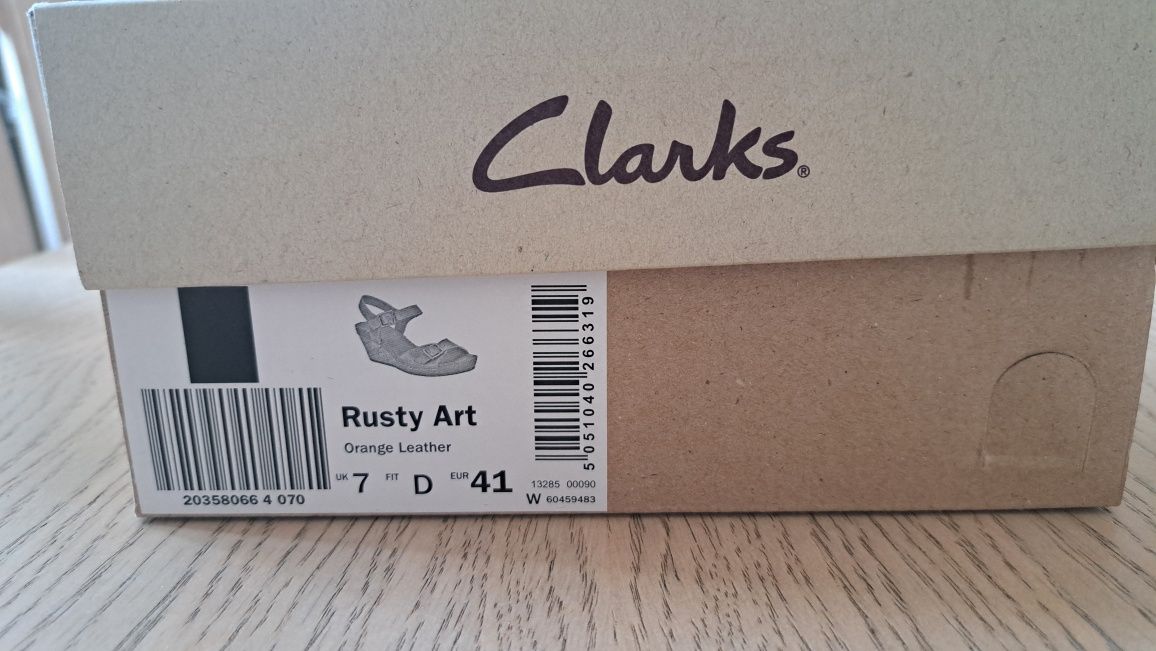 Clarks®
Rusty Art
Orange Leather
UK 7 FIT D EUR 41
20358066 4 070
5 051040 266319
13285 00090
W 60459483